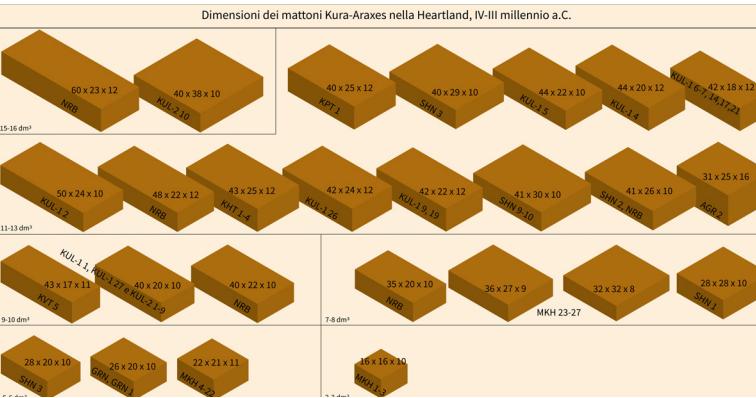 Dimensioni dei mattoni Kura-Araxes nella Heartland, IV-III millennio a.C.
60 x 23 x 12
NRB
40 x 38 x 10
KUL-2 10
15-16 dm³
40 x 25 x 12
KPT 1
40 x 29 x 10
SHN 3
44 x 22 x 10
KUL-1 5
44 x 20 x 12
KUL-1 4
42 x 18 x 12
KUL-1 6-7, 14,17,21
50 x 24 x 10
KUL-1 2
48 x 22 x 12
NRB
43 x 25 x 12
KHT 1-4
42 x 24 x 12
KUL-1 26
42 x 22 x 12
KUL-1 9, 19
41 x 30 x 10
SHN 9-10
41 x 26 x 10
SHN 2, NRB
31 x 25 x 16
AGR 2
11-13 dm³
43 x 17 x 11
KVT 5
KUL-1 1, KUL-1 27 e KUL-2 1-9
40 x 20 x 10
40 x 22 x 10
NRB
9-10 dm³
35 x 20 x 10
NRB
36 x 27 x 9
32 x 32 x 8
MKH 23-27
28 x 28 x 10
SHN 1
7-8 dm³
28 x 20 x 10
SHN 3
26 x 20 x 10
GRN, GRN 1
22 x 21 x 11
MKH 4-22
16 x 16 x 10
MKH 1-3